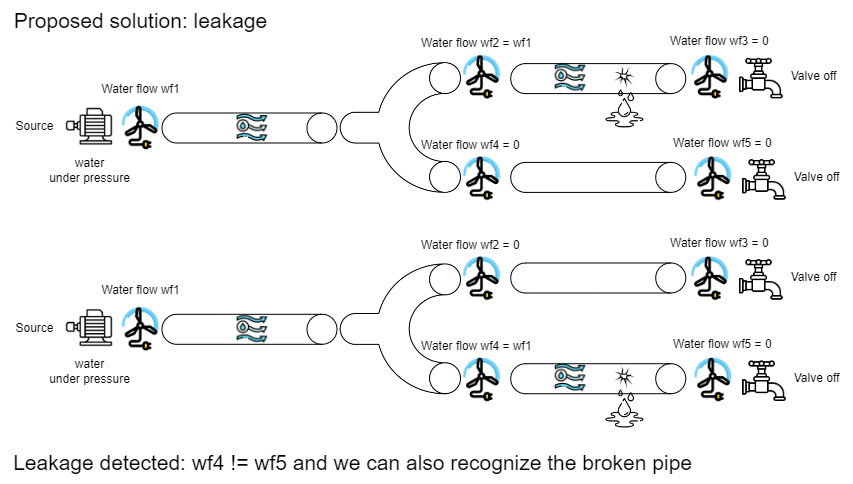 Proposed solution: leakage
Water flow wf2 = wf1
Water flow wf3 = 0
Water flow wf1
Valve off
Source
Water flow wf4 = 0
Water flow wf5 = 0
water
under pressure
Valve off
Water flow wf2 = 0
Water flow wf3 = 0
Water flow wf1
Valve off
Source
Water flow wf4 = wf1
Water flow wf5 = 0
water
under pressure
Valve off
Leakage detected: wf4 != wf5 and we can also recognize the broken pipe